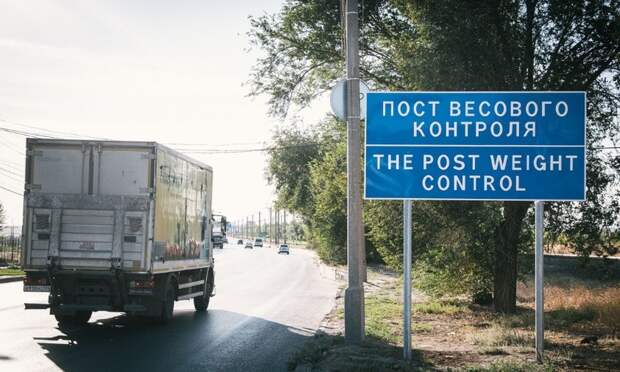 ПОСТ ВЕСОВОГО
КОНТРОЛЯ
THE POST WEIGHT
CONTROL